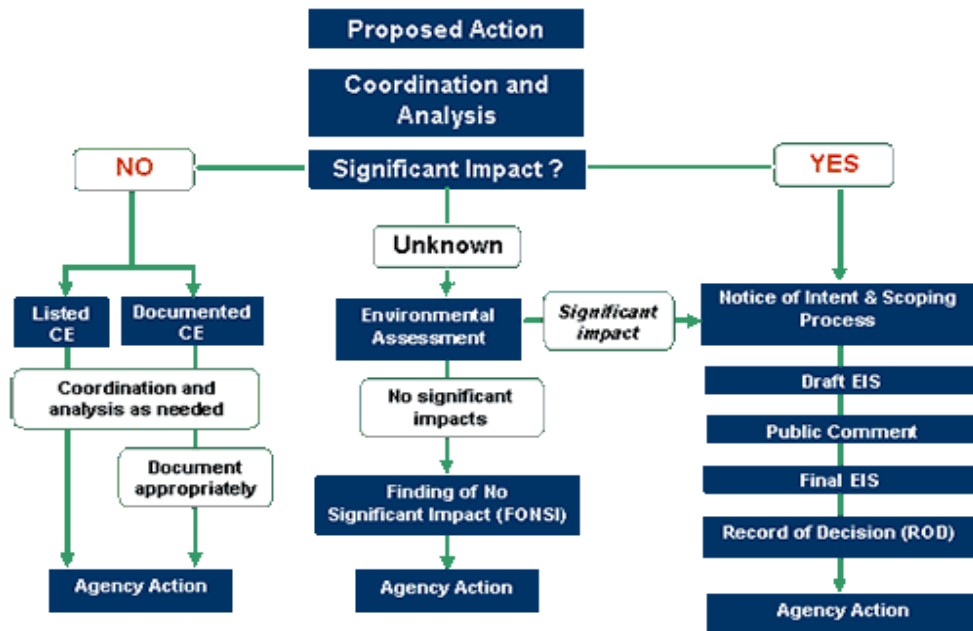 Proposed Action
Coordination and
Analysis
NO
Significant Impact ?
YES
Unknown
Listed
CE
Documented
CE
Environmental
Assessment
Significant
impact
Notice of Intent & Scoping
Process
Coordination and
analysis as needed
No significant
impacts
Draft EIS
Public Comment
Document
appropriately
Final EIS
Finding of No
Significant Impact (FONSI)
Record of Decision (ROD)
Agency Action
Agency Action
Agency Action